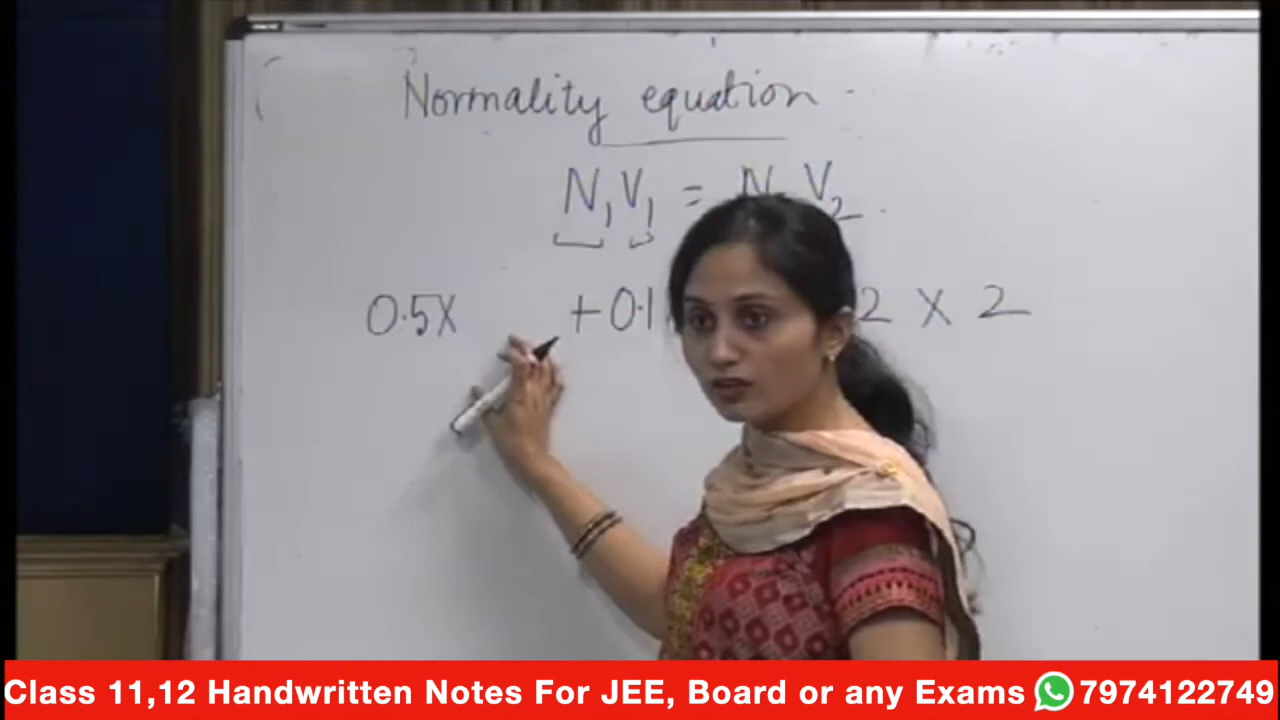 Normality equation
N₁V₁ = N V₂
0.5X + 0.1 2 X 2
Class 11,12 Handwritten Notes For JEE, Board or any Exams 7974122749